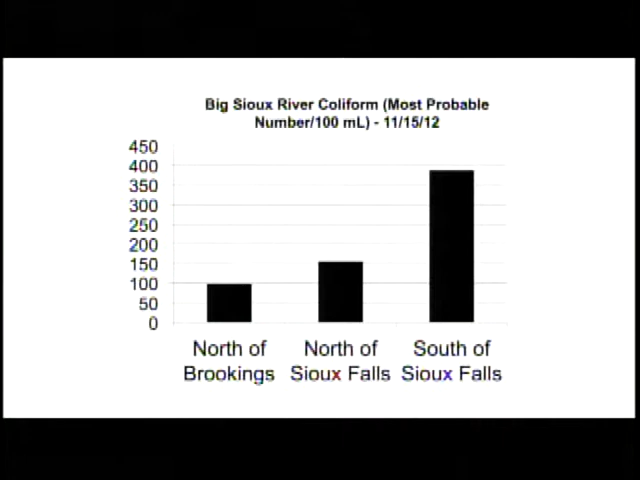 Big Sioux River Coliform (Most Probable
Number/100 mL) - 11/15/12
450
400
350
300
250
200
150
100
50
0
North of
Brookings
North of
Sioux Falls
South of
Sioux Falls